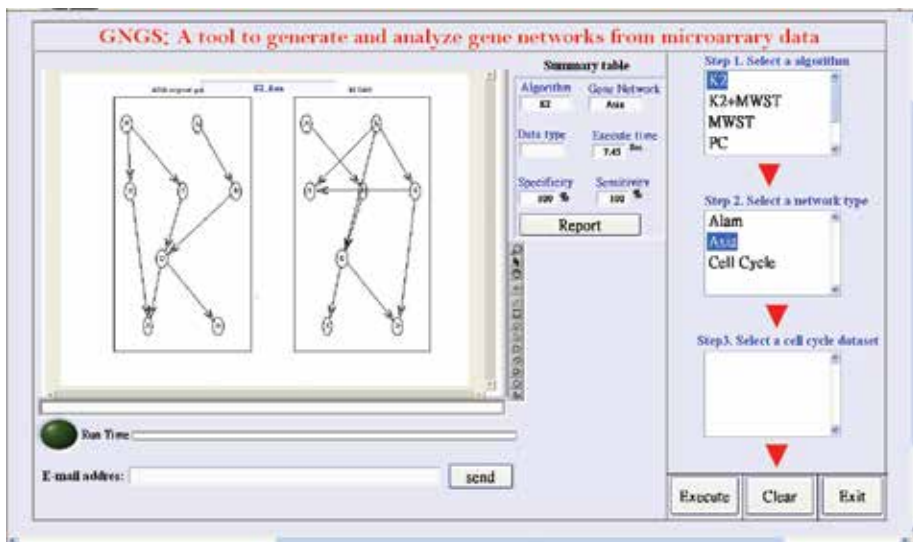 GNGS: A tool to generate and analyze gene networks from microarrary data
Summary table
Algorithm
Gene Network
K2
Asia
Data type
Execute time
7.45
Sec
Specificity
Sensitivity
100 %
100 %
Report
Step 1. Select a algorithm
K2
K2+MWST
MWST
PC
Step 2. Select a network type
Alam
Asia
Cell Cycle
Step3. Select a cell cycle dataset
Run Time
E-mail addres:
send
Execute
Clear
Exit